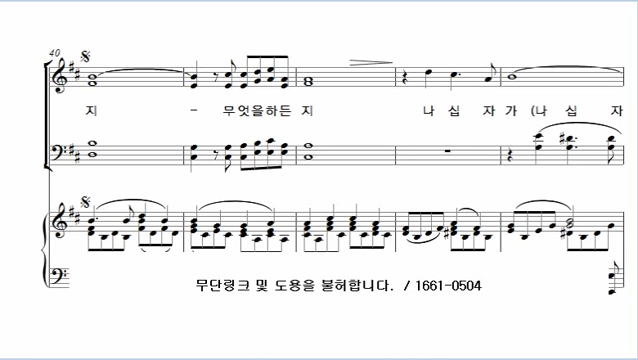 40
지 - 무엇을하든 지 나 십 자 가 (나 십 자
무단링크 및 도용을 불허합니다. / 1661-0504